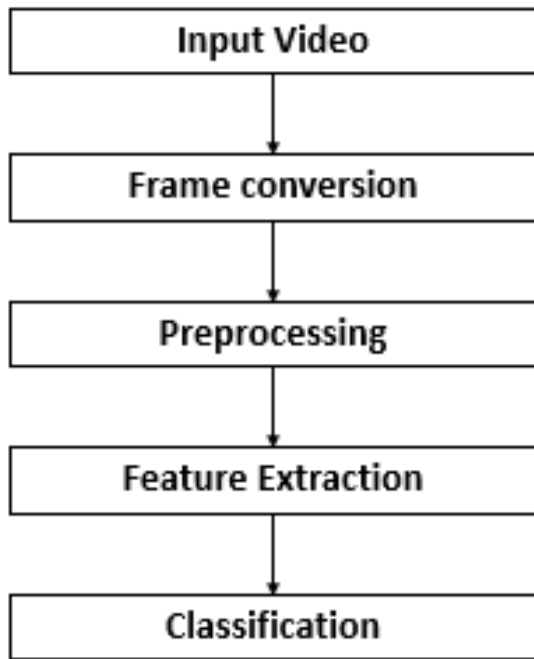 Input Video
Frame conversion
Preprocessing
Feature Extraction
Classification